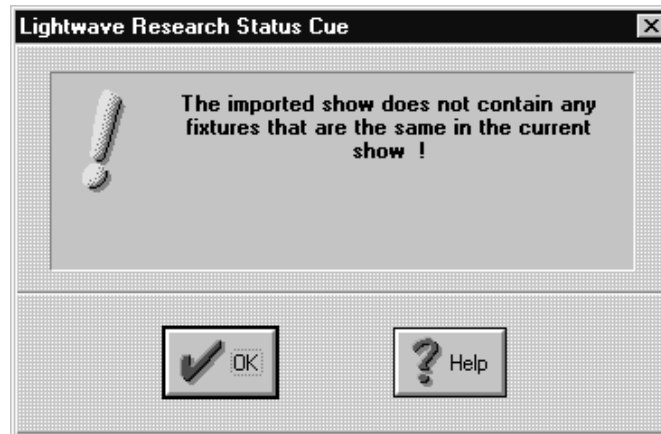 Lightwave Research Status Cue
The imported show does not contain any
fixtures that are the same in the current
show !
OK
Help